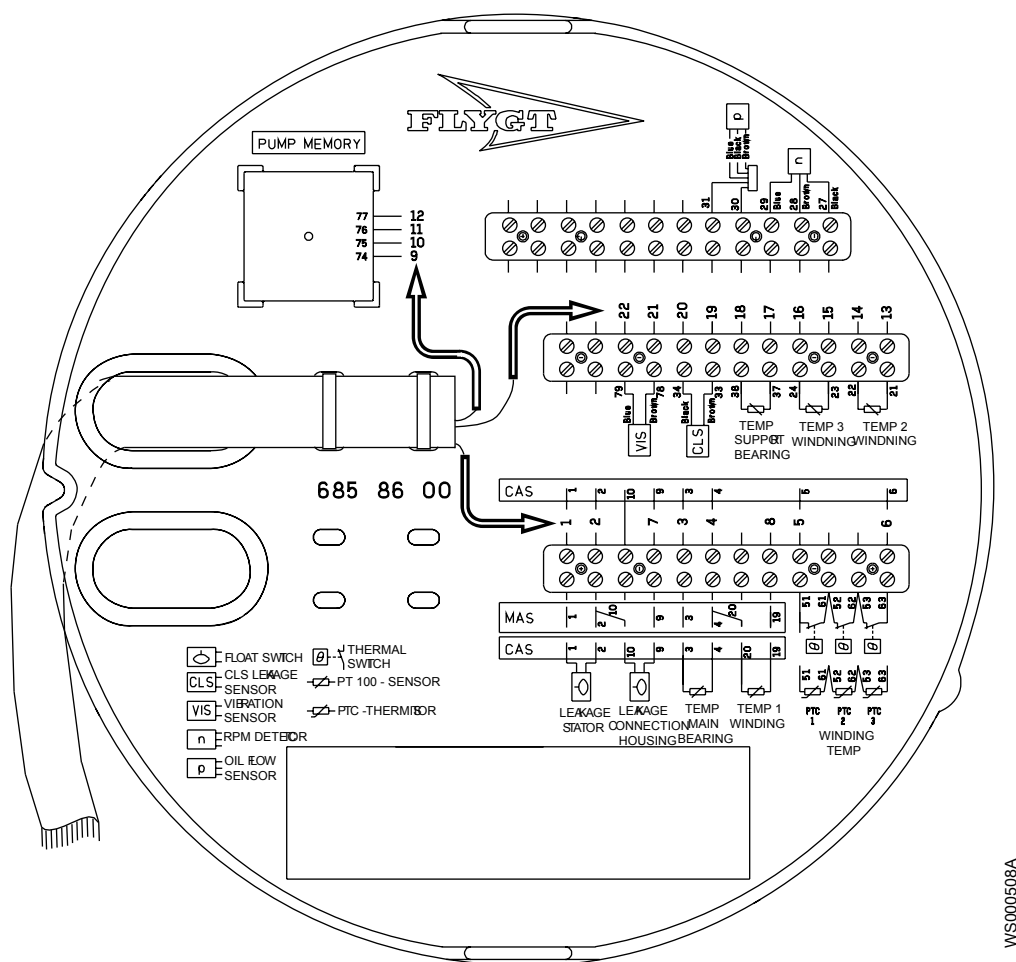 FLYGT
PUMP MEMORY
77 12
76 11
75 10
74 9
p
Blue
Black
Brown
n
31 30 29 28 27
Blue Brown Black
22 21 20 19 18 17 16 15 14 13
79 78 34 33 38 37 24 23 22 21
Blue Brown Black Brown
VIS
CLS
TEMP SUPPORT BEARING
TEMP 3 WINDNING
TEMP 2 WINDNING
685 86 00
CAS 1 2 10 9 3 4 5 6
1 2 7 3 4 8 5 6
MAS 1 2 10 9 3 4 20 19
CAS 1 2 10 9 3 4 20 19
51 61 52 62 53 63
θ θ θ
51 61 52 62 53 63
PTC 1
PTC 2
PTC 3
LEAKAGE STATOR
LEAKAGE CONNECTION HOUSING
TEMP MAIN BEARING
TEMP 1 WINDING
WINDING TEMP
FLOAT SWITCH
CLS CLS LEAKAGE SENSOR
VIS VIBRATION SENSOR
n RPM DETECTOR
p OIL FLOW SENSOR
θ THERMAL SWITCH
PT 100 - SENSOR
PTC -THERMISTOR
WS000508A